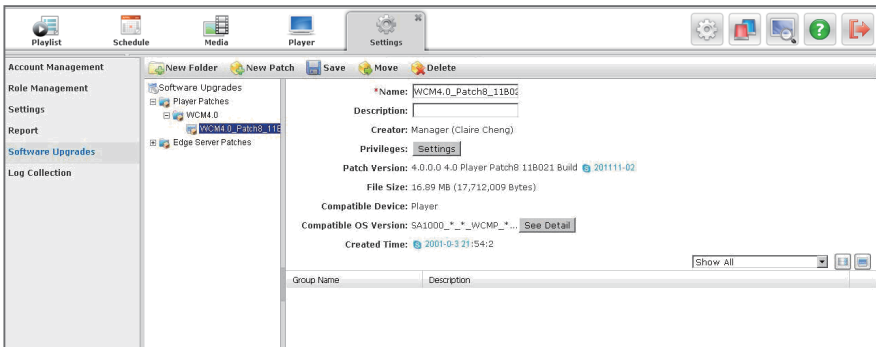 Playlist
Schedule
Media
Player
Settings
Account Management
Role Management
Settings
Report
Software Upgrades
Log Collection
New Folder New Patch Save Move Delete
Software Upgrades
Player Patches
WCM4.0
WCM4.0_Patch8_11B
Edge Server Patches
*Name: WCM4.0_Patch8_11B02
Description:
Creator: Manager (Claire Cheng)
Privileges: Settings
Patch Version: 4.0.0.0 4.0 Player Patch8 11B021 Build 201111-02
File Size: 16.89 MB (17,712,009 Bytes)
Compatible Device: Player
Compatible OS Version: SA1000_*_*_WCMP_*... See Detail
Created Time: 2001-0-3 21:54:2
Show All
Group Name Description